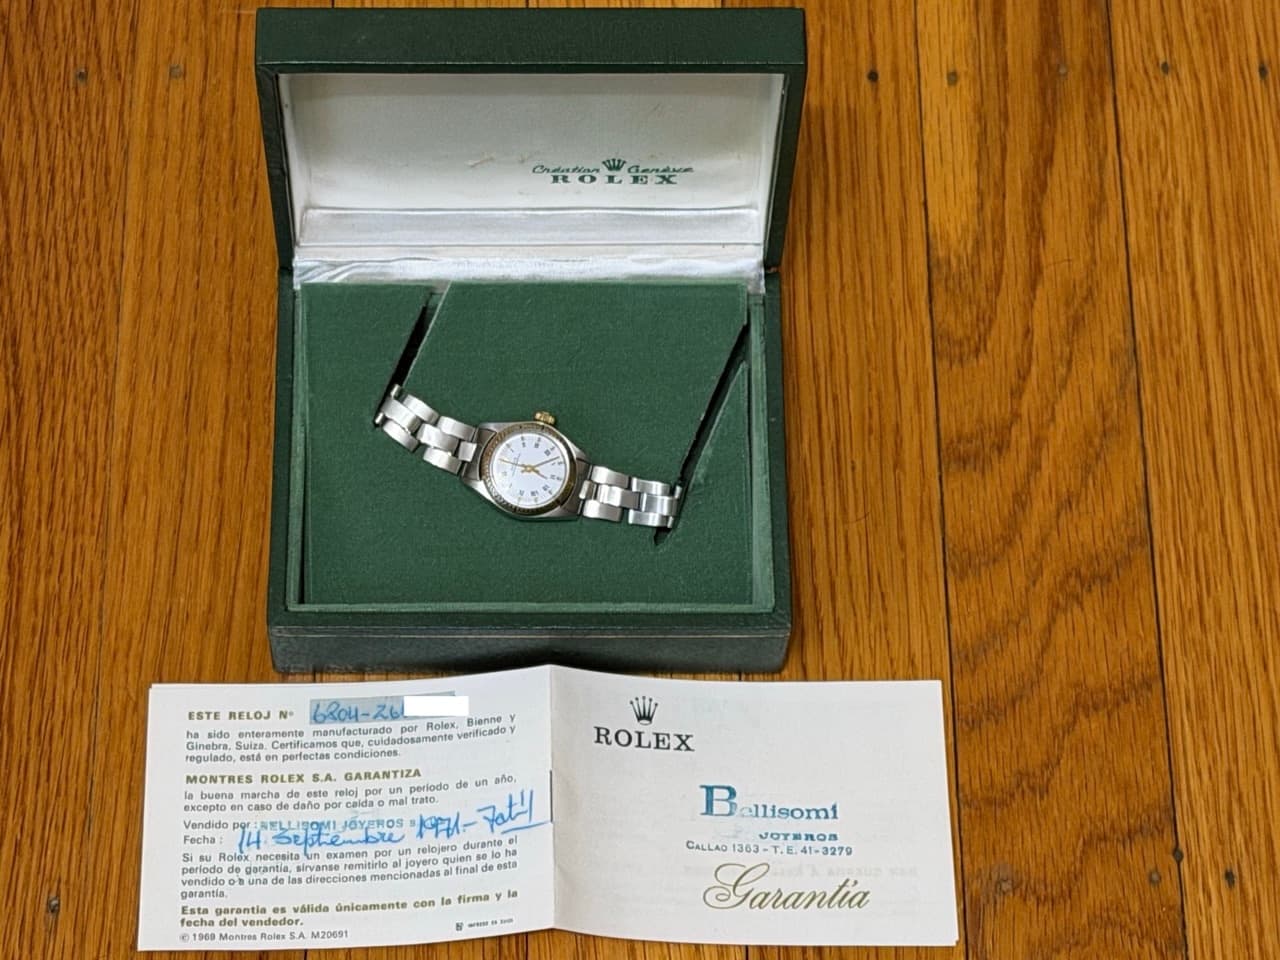 Création Genève
ROLEX
ESTE RELOJ Nº 6804-26
ha sido enteramente manufacturado por Rolex, Bienne y
Ginebra, Suiza. Certificamos que, cuidadosamente verificado y
regulado, está en perfectas condiciones.
MONTRES ROLEX S.A. GARANTIZA
la buena marcha de este reloj por un período de un año,
excepto en caso de daño por caída o mal trato.
Vendido por: BELLISOMI JOYEROS
Fecha : 14 Septiembre 1971.-
Si su Rolex necesita un examen por un relojero durante el
período de garantía, sírvanse remitirlo al joyero quien se lo ha
vendido o a una de las direcciones mencionadas al final de esta
garantía.
Esta garantía es válida únicamente con la firma y la
fecha del vendedor.
© 1969 Montres Rolex S.A. M20691
ROLEX
Bellisomi
JOYEROS
CALLAO 1363 - T. E. 41-3279
Garantía